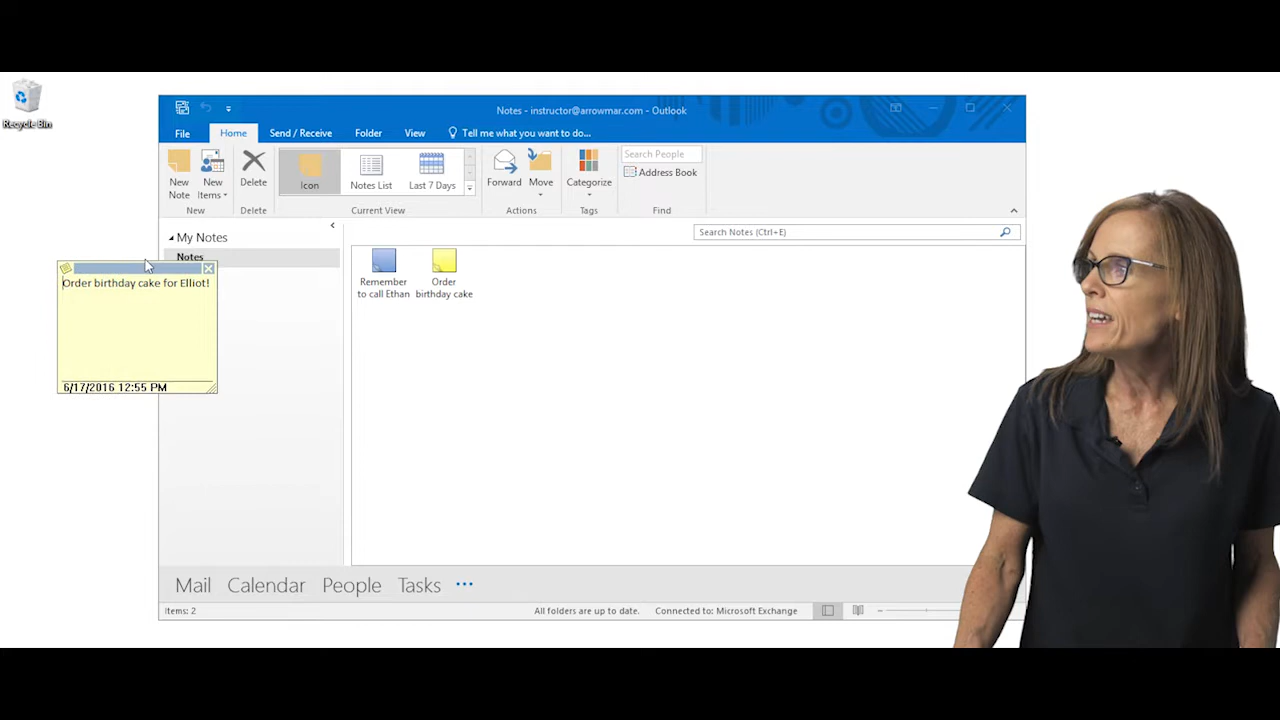 Recycle Bin
Notes - instructor@arrowmar.com - Outlook
File Home Send / Receive Folder View Tell me what you want to do...
New Note
New Items
Delete
Icon
Notes List
Last 7 Days
Forward
Move
Categorize
Search People
Address Book
New Delete Current View Actions Tags Find
My Notes
Notes
Search Notes (Ctrl+E)
Remember
to call Ethan
Order
birthday cake
Order birthday cake for Elliot!
6/17/2016 12:55 PM
Mail Calendar People Tasks
Items: 2 All folders are up to date. Connected to: Microsoft Exchange